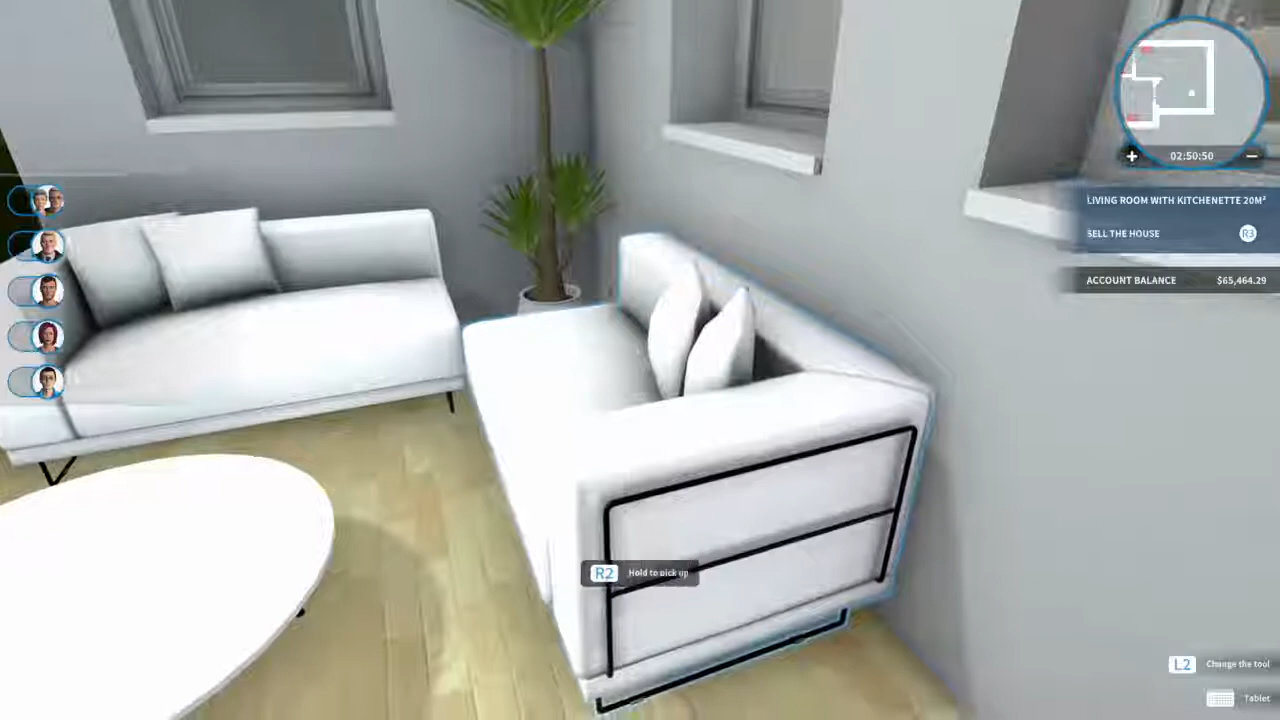 02:50:50
LIVING ROOM WITH KITCHENETTE 20M²
SELL THE HOUSE R3
ACCOUNT BALANCE $65,464.29
R2 Hold to pick up
L2 Change the tool
Tablet